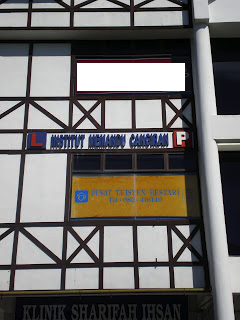 L INSTITUT MEMANDU CANGGIH P
PUSAT TUISYEN BESTARI
KLINIK SHARIFAH IHSAN